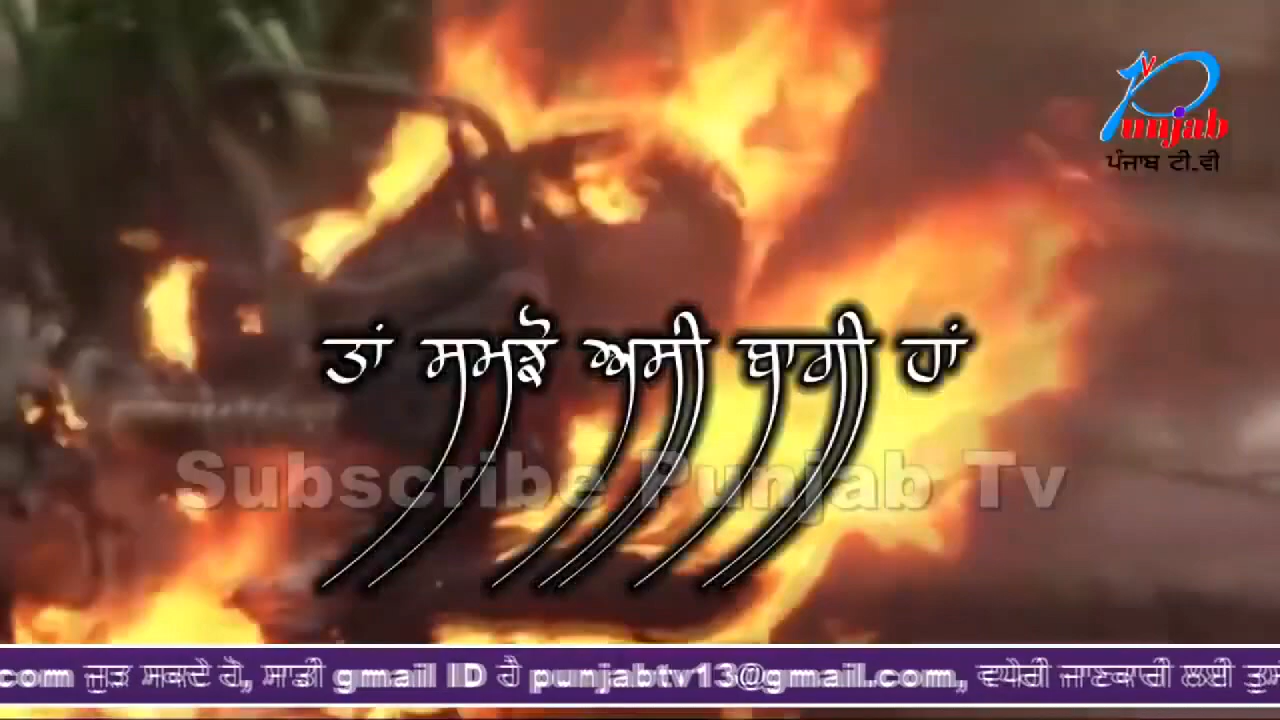 Punjab
ਪੰਜਾਬ ਟੀ.ਵੀ
ਤਾਂ ਸਮਝੋ ਅਸੀ ਬਾਗੀ ਹਾਂ
Subscribe Punjab Tv
com ਜੁੜ ਸਕਦੇ ਹੋ, ਸਾਡੀ gmail ID ਹੈ punjabtv13@gmail.com, ਵਧੇਰੀ ਜਾਣਕਾਰੀ ਲਈ